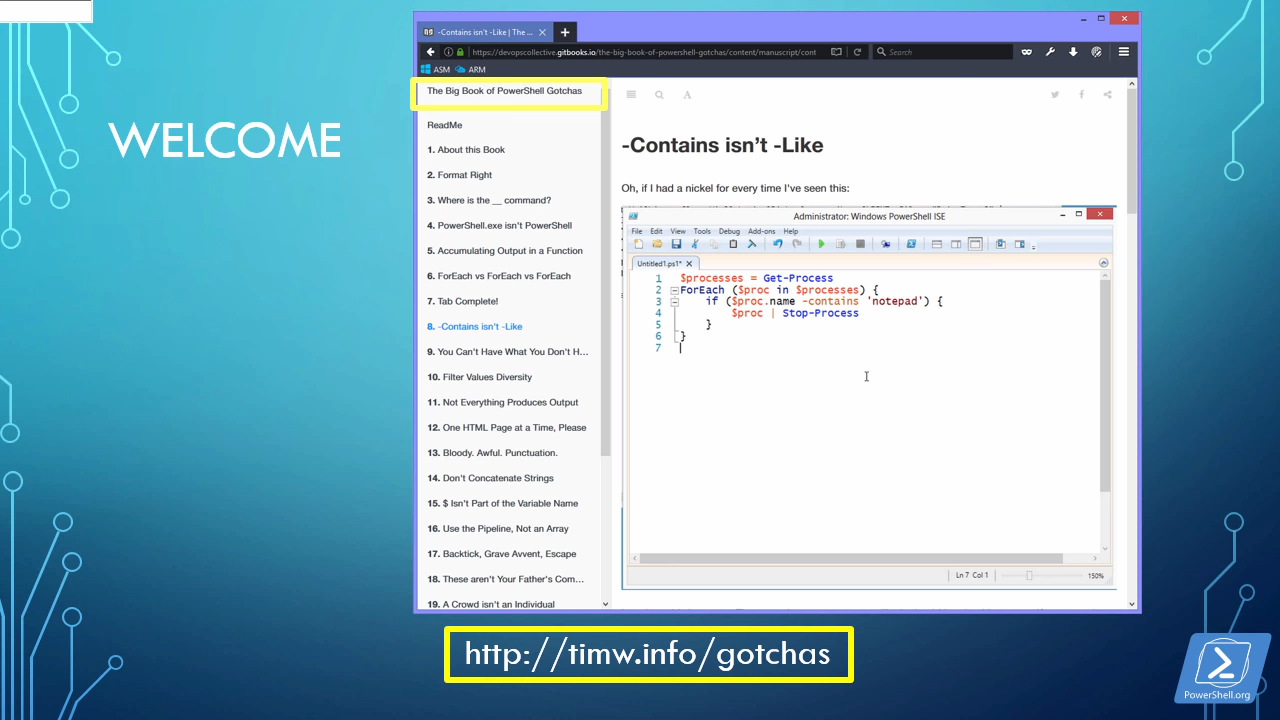 WELCOME
-Contains isn't -Like | The ...
https://devopscollective.gitbooks.io/the-big-book-of-powershell-gotchas/content/manuscript/cont
Search
ASM
ARM
The Big Book of PowerShell Gotchas
ReadMe
1. About this Book
2. Format Right
3. Where is the __ command?
4. PowerShell.exe isn't PowerShell
5. Accumulating Output in a Function
6. ForEach vs ForEach vs ForEach
7. Tab Complete!
8. -Contains isn't -Like
9. You Can't Have What You Don't H...
10. Filter Values Diversity
11. Not Everything Produces Output
12. One HTML Page at a Time, Please
13. Bloody. Awful. Punctuation.
14. Don't Concatenate Strings
15. $ Isn't Part of the Variable Name
16. Use the Pipeline, Not an Array
17. Backtick, Grave Avvent, Escape
18. These aren't Your Father's Com...
19. A Crowd isn't an Individual
-Contains isn't -Like
Oh, if I had a nickel for every time I've seen this:
Administrator: Windows PowerShell ISE
File Edit View Tools Debug Add-ons Help
Untitled1.ps1*
1 $processes = Get-Process
2 ForEach ($proc in $processes) {
3 if ($proc.name -contains 'notepad') {
4 $proc | Stop-Process
5 }
6 }
7
Ln 7 Col 1
150%
http://timw.info/gotchas
PowerShell.org